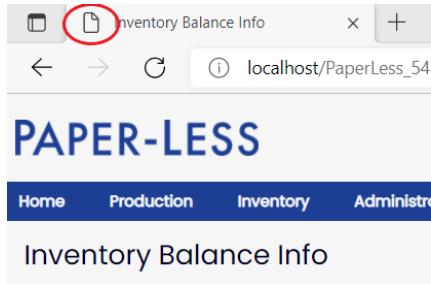 Inventory Balance Info
localhost/PaperLess_54
PAPER-LESS
Home Production Inventory Administr
Inventory Balance Info